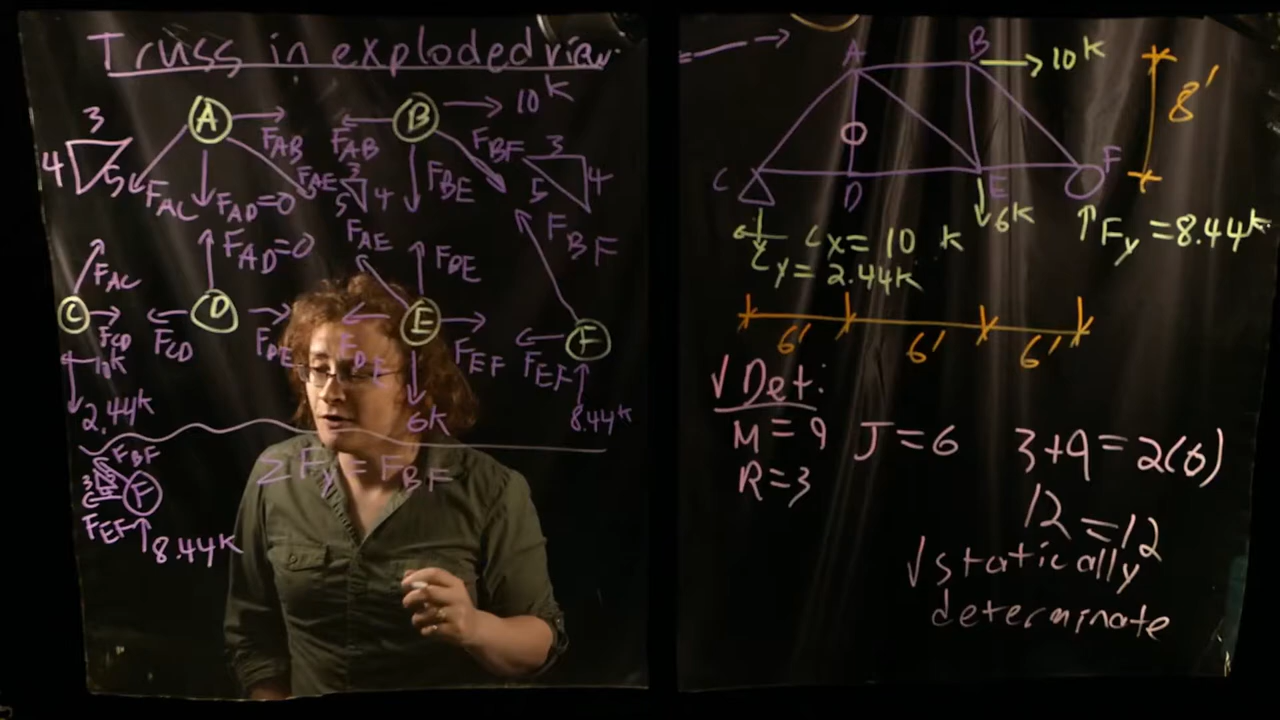 Truss in exploded view.
3
4
5
A
F_AB
F_AC
F_AD=0
F_AE
3
4
5
F_AB
B
10 k
F_BF
F_BE
3
5
4
F_AC
C
F_CD
10k
2.44k
F_AD=0
D
F_CD
F_DE
F_AE
F_DE
E
F_EF
6k
F_BF
F
F_EF
8.44k
F_BF
3
F
F_EF
8.44k
ΣF_y = F_BF
A
B
10 k
8'
C
D
E
F
6k
F_y = 8.44k
C_x = 10 k
C_y = 2.44k
6'
6'
6'
√ Det:
M = 9 J = 6 3+9=2(6)
R=3
12=12
√ statically
determinate